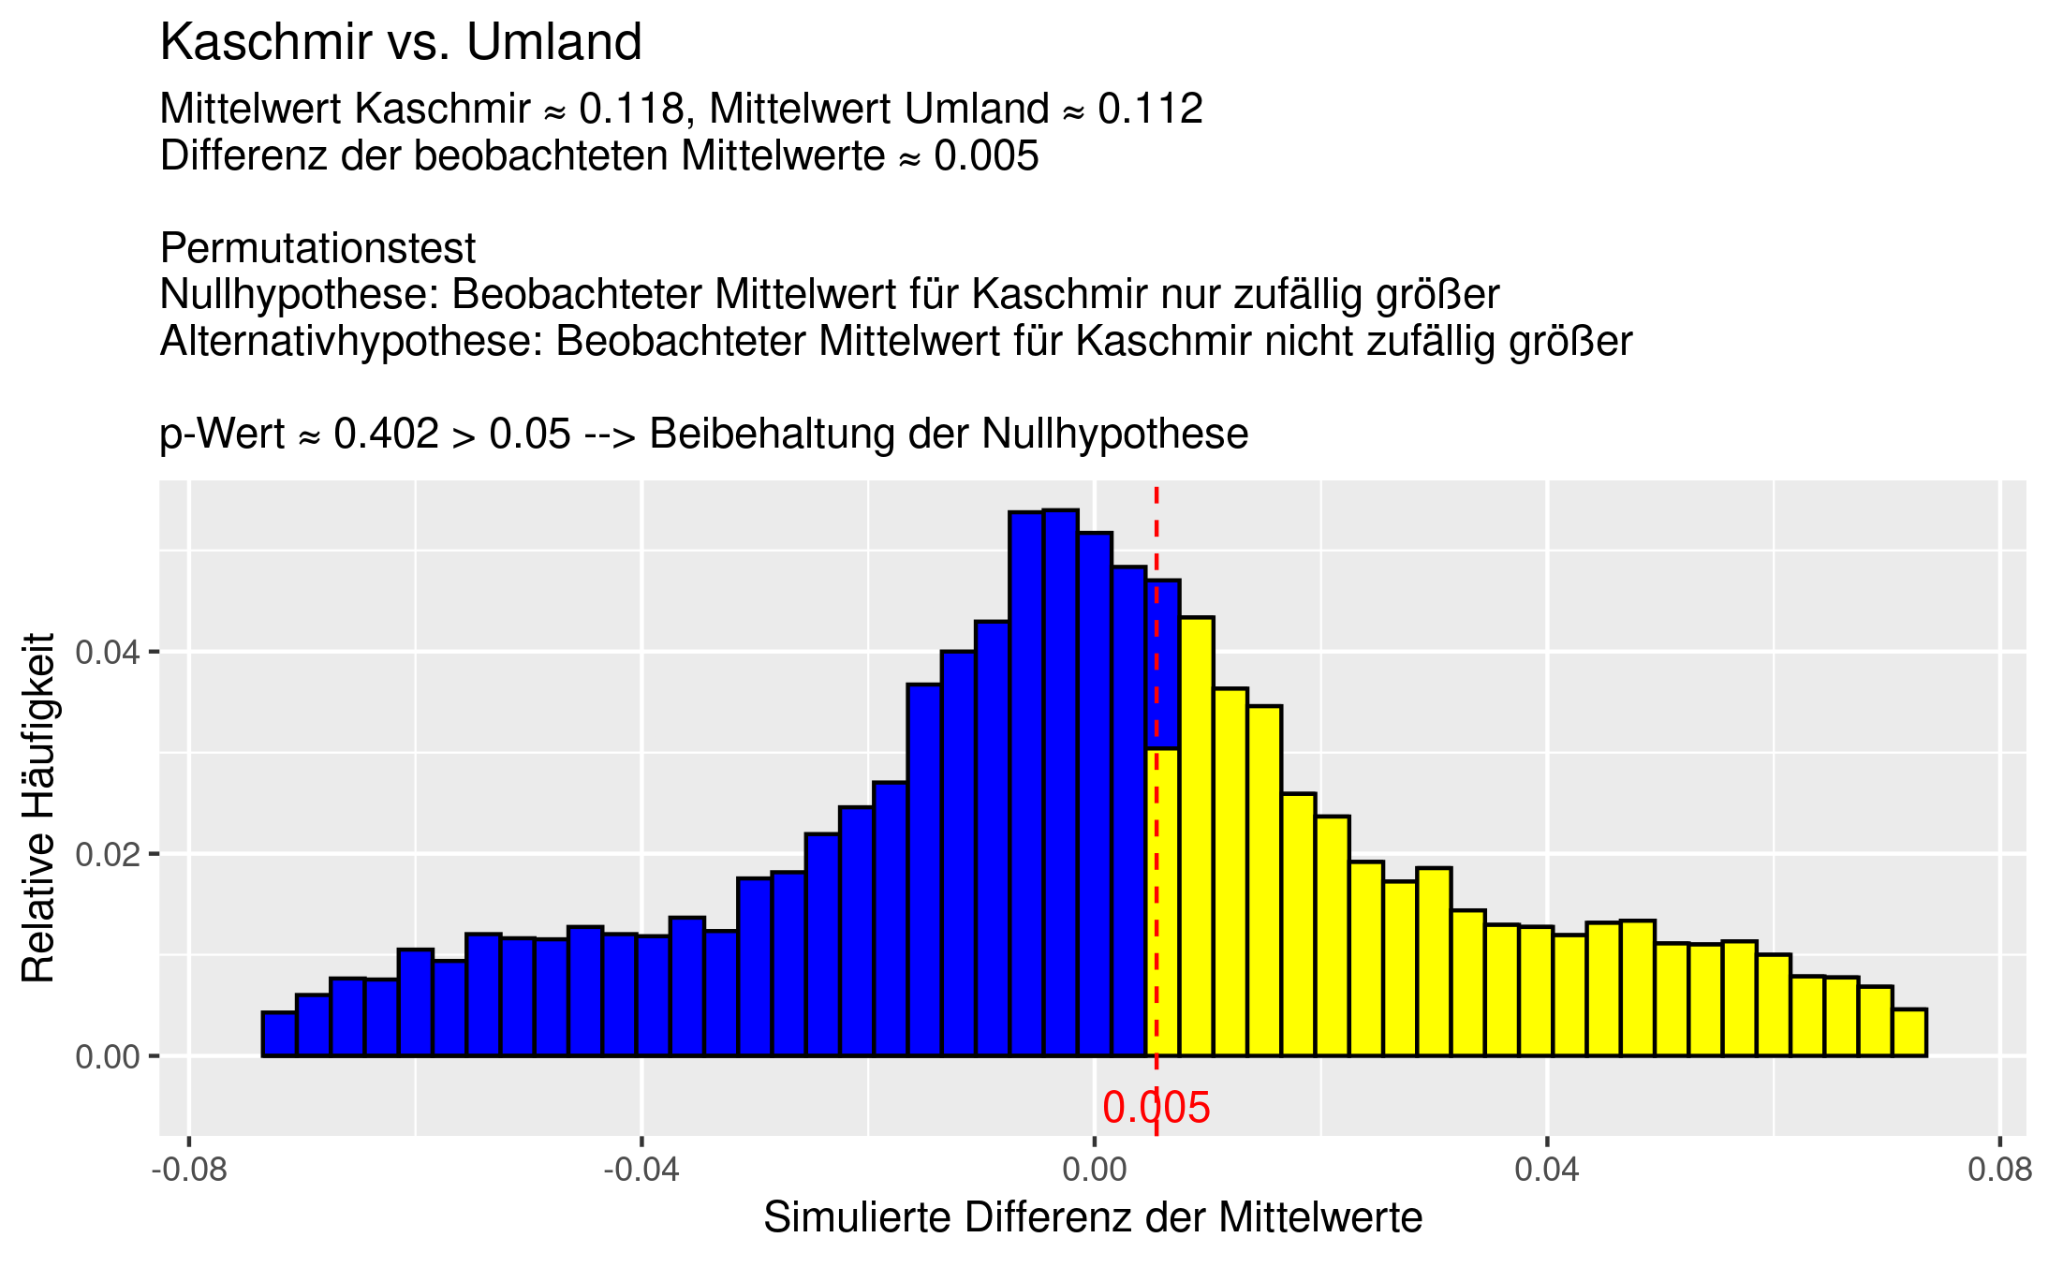 Kaschmir vs. Umland
Mittelwert Kaschmir ≈ 0.118, Mittelwert Umland ≈ 0.112
Differenz der beobachteten Mittelwerte ≈ 0.005
Permutationstest
Nullhypothese: Beobachteter Mittelwert für Kaschmir nur zufällig größer
Alternativhypothese: Beobachteter Mittelwert für Kaschmir nicht zufällig größer
p-Wert ≈ 0.402 > 0.05 --> Beibehaltung der Nullhypothese
Relative Häufigkeit
0.04
0.02
0.00
0.005
-0.08 -0.04 0.00 0.04 0.08
Simulierte Differenz der Mittelwerte